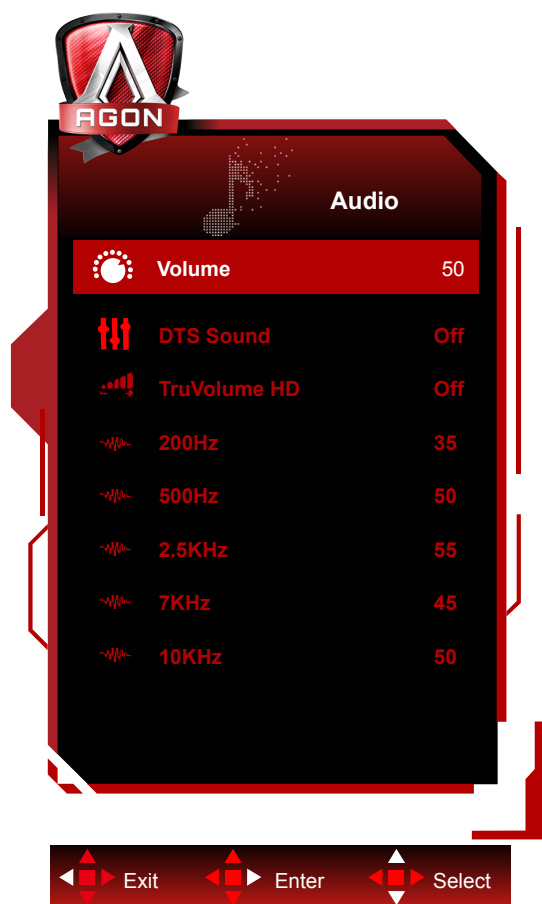 AGON
Audio
Volume 50
DTS Sound Off
TruVolume HD Off
200Hz 35
500Hz 50
2.5KHz 55
7KHz 45
10KHz 50
Exit Enter Select